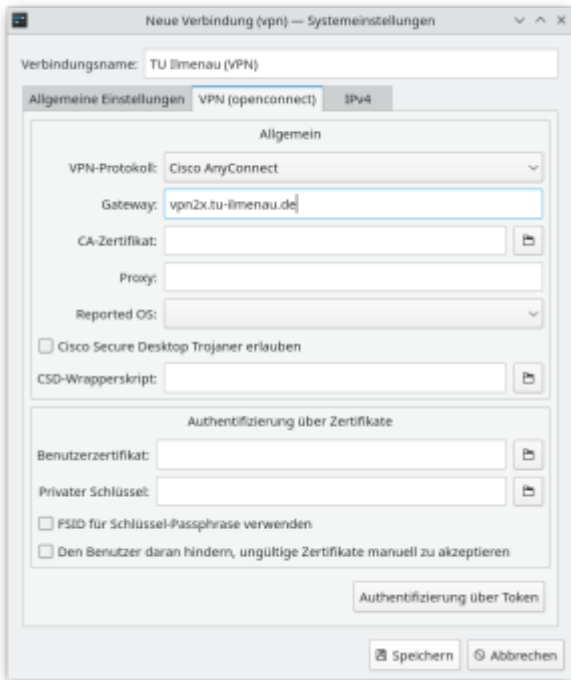 Neue Verbindung (vpn) — Systemeinstellungen
Verbindungsname: TU Ilmenau (VPN)
Allgemeine Einstellungen VPN (openconnect) IPv4
Allgemein
VPN-Protokoll: Cisco AnyConnect
Gateway: vpn2x.tu-ilmenau.de
CA-Zertifikat:
Proxy:
Reported OS:
Cisco Secure Desktop Trojaner erlauben
CSD-Wrapperskript:
Authentifizierung über Zertifikate
Benutzerzertifikat:
Privater Schlüssel:
FSID für Schlüssel-Passphrase verwenden
Den Benutzer daran hindern, ungültige Zertifikate manuell zu akzeptieren
Authentifizierung über Token
Speichern Abbrechen